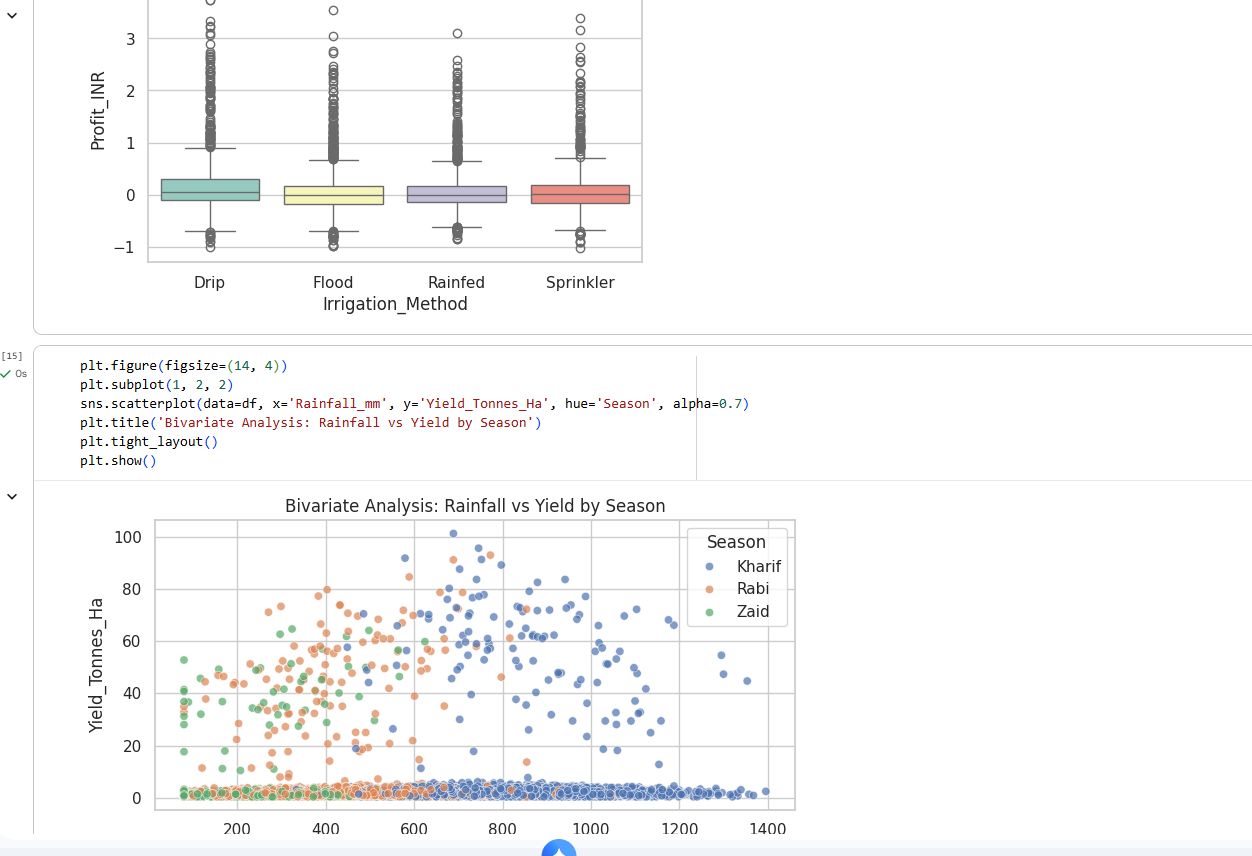 3
2
1
0
−1
Profit_INR
Drip Flood Rainfed Sprinkler
Irrigation_Method
[15]
0s
plt.figure(figsize=(14, 4))
plt.subplot(1, 2, 2)
sns.scatterplot(data=df, x='Rainfall_mm', y='Yield_Tonnes_Ha', hue='Season', alpha=0.7)
plt.title('Bivariate Analysis: Rainfall vs Yield by Season')
plt.tight_layout()
plt.show()
Bivariate Analysis: Rainfall vs Yield by Season
100
80
60
40
20
0
Yield_Tonnes_Ha
Season
Kharif
Rabi
Zaid
200 400 600 800 1000 1200 1400